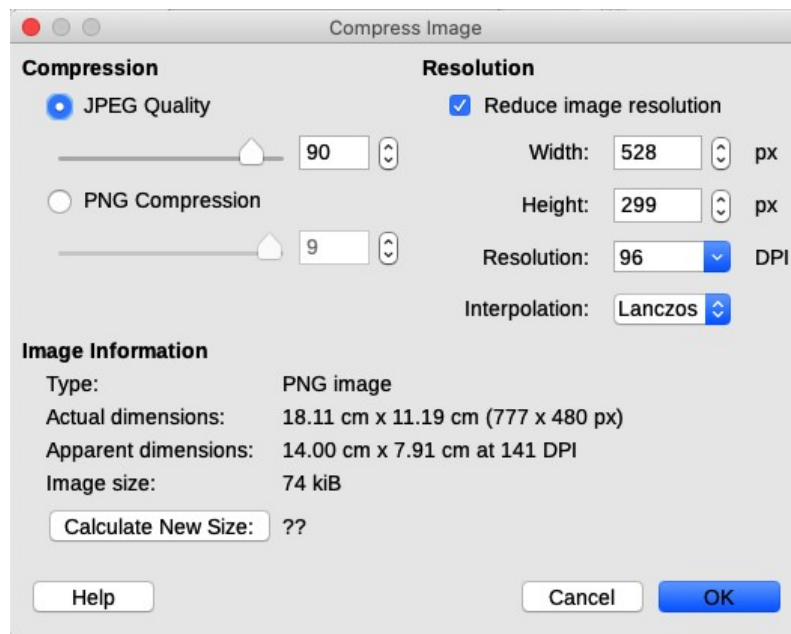 Compress Image
Compression
JPEG Quality
90
PNG Compression
9
Resolution
Reduce image resolution
Width: 528 px
Height: 299 px
Resolution: 96 DPI
Interpolation: Lanczos
Image Information
Type: PNG image
Actual dimensions: 18.11 cm x 11.19 cm (777 x 480 px)
Apparent dimensions: 14.00 cm x 7.91 cm at 141 DPI
Image size: 74 kiB
Calculate New Size: ??
Help Cancel OK